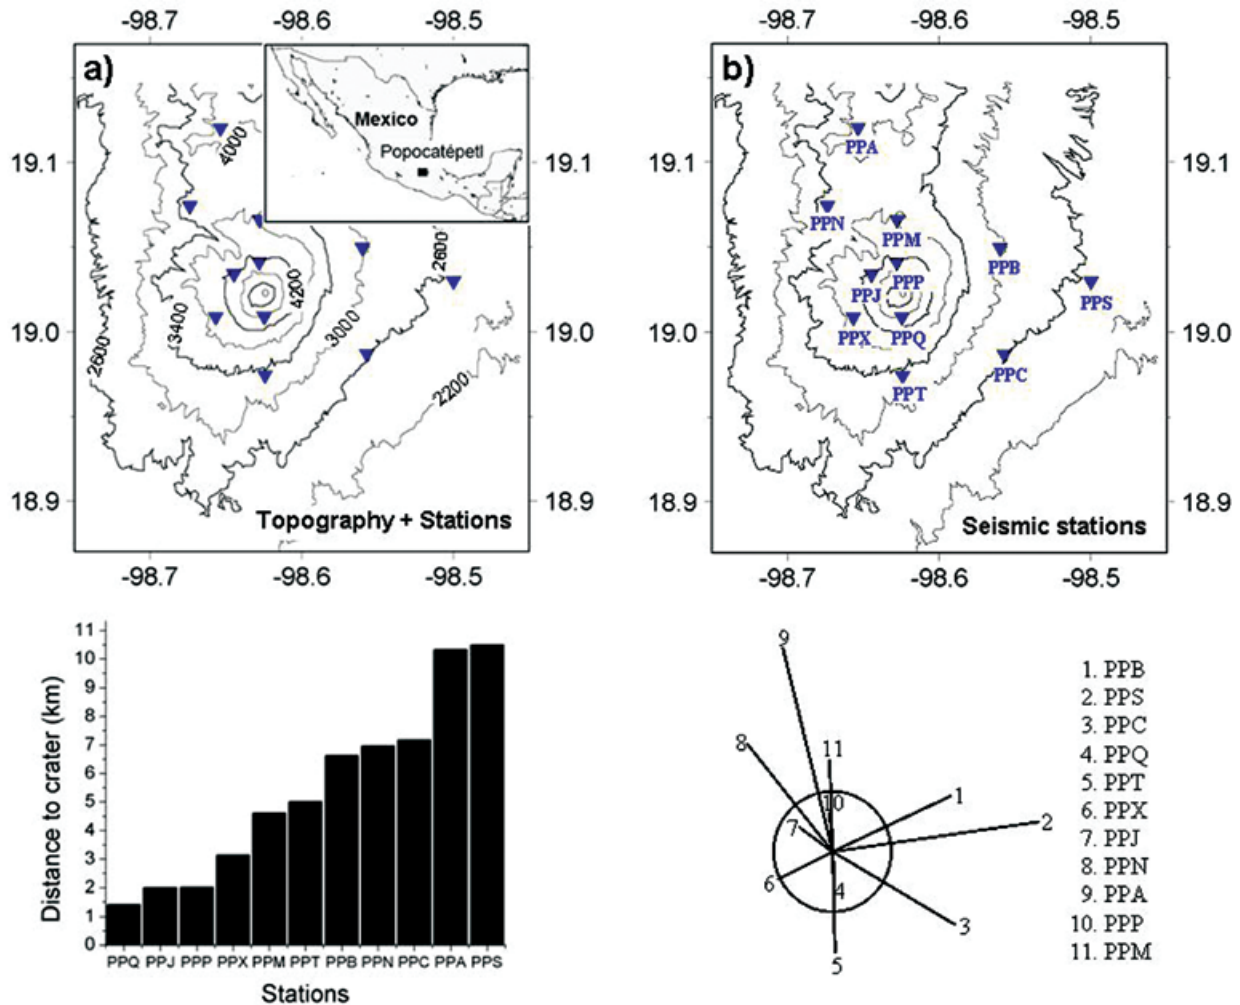 -98.7 -98.6 -98.5
-98.7 -98.6 -98.5
a)
Mexico
Popocatépetl
4000
4200
3400
3000
2600
2600
2200
19.1
19.0
18.9
Topography + Stations
-98.7 -98.6 -98.5
b)
PPA
PPN
PPM
PPB
PPP
PPJ
PPS
PPX
PPQ
PPC
PPT
19.1 19.1
19.0 19.0
18.9 18.9
Seismic stations
-98.7 -98.6 -98.5
Distance to crater (km)
11
10
9
8
7
6
5
4
3
2
1
0
PPQ PPJ PPP PPX PPM PPT PPB PPN PPC PPA PPS
Stations
9
8
11
10
1
2
7
6
4
3
5
1. PPB
2. PPS
3. PPC
4. PPQ
5. PPT
6. PPX
7. PPJ
8. PPN
9. PPA
10. PPP
11. PPM